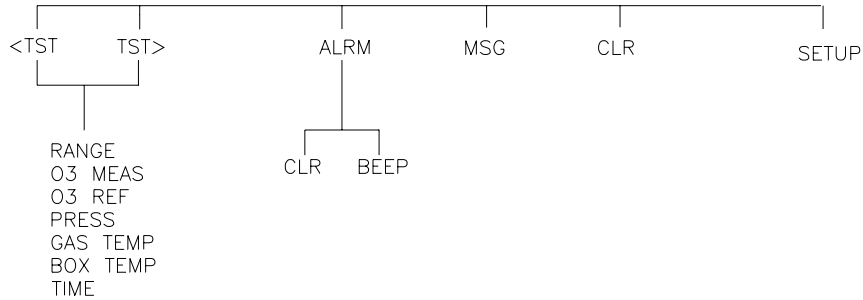 <TST TST> ALRM MSG CLR SETUP
CLR BEEP
RANGE
O3 MEAS
O3 REF
PRESS
GAS TEMP
BOX TEMP
TIME